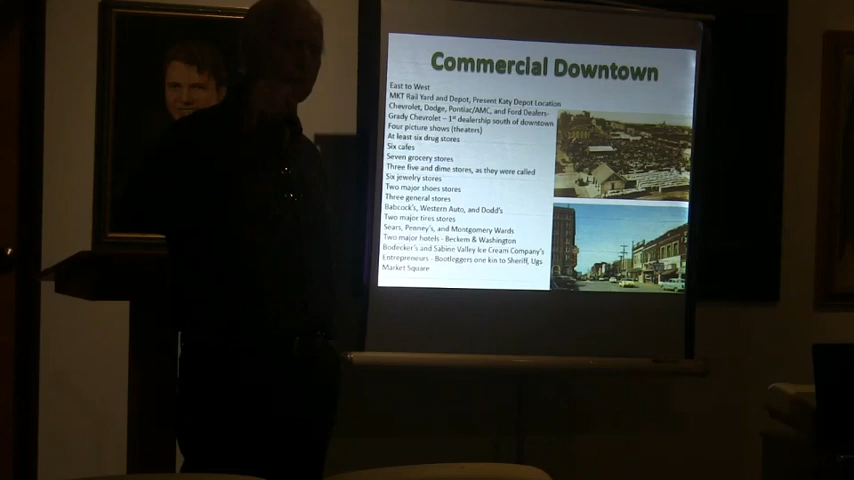 Commercial Downtown
East to West
MKT Rail Yard and Depot, Present Katy Depot Location
Chevrolet, Dodge, Pontiac/AMC, and Ford Dealers-
Grady Chevrolet – 1st dealership south of downtown
Four picture shows (theaters)
At least six drug stores
Six cafes
Seven grocery stores
Three five and dime stores, as they were called
Six jewelry stores
Two major shoes stores
Three general stores
Babcock's, Western Auto, and Dodd's
Two major tires stores
Sears, Penney's, and Montgomery Wards
Two major hotels - Beckem & Washington
Bodecker's and Sabine Valley Ice Cream Company's
Entrepreneurs - Bootleggers one kin to Sheriff, Ugs
Market Square